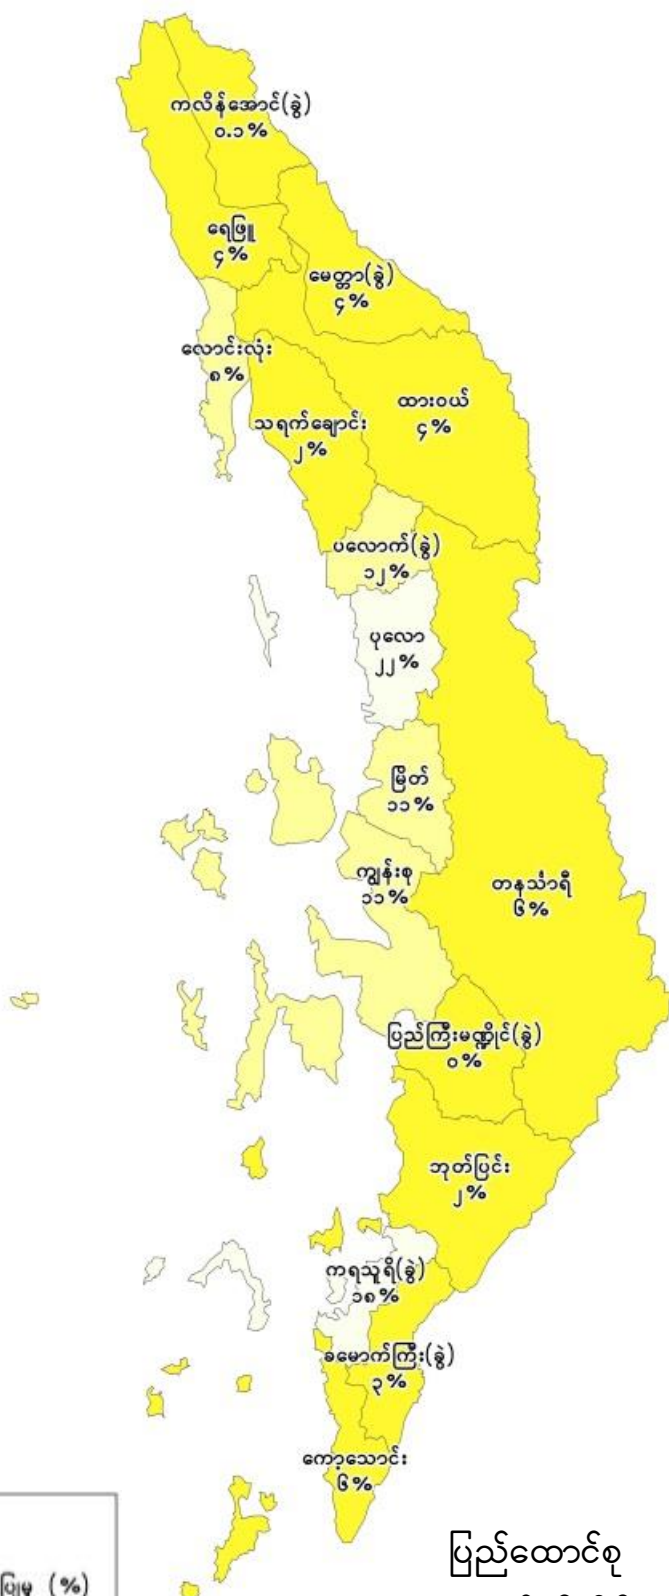 ကလိန်အောင်(ခွဲ)
၀.၁%
ရေဖြူ
၄%
မေတ္တာ(ခွဲ)
၄%
လောင်းလုံး
၈%
ထားဝယ်
၄%
သရက်ချောင်း
၂%
ပလောက်(ခွဲ)
၁၂%
ပုလော
၂၂%
မြိတ်
၁၁%
ကျွန်းစု
၁၁%
တနင်္သာရီ
၆%
ပြည်ကြီးမဏ္ဍိုင်(ခွဲ)
၀%
ဘုတ်ပြင်း
၂%
ကရသူရိ(ခွဲ)
၁၈%
ခမောက်ကြီး(ခွဲ)
၃%
ကော့သောင်း
၆%
ပြည်ထောင်စု
ပြုမှု (%)